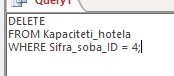 Query1
DELETE
FROM Kapaciteti_hotela
WHERE Sifra_soba_ID = 4;